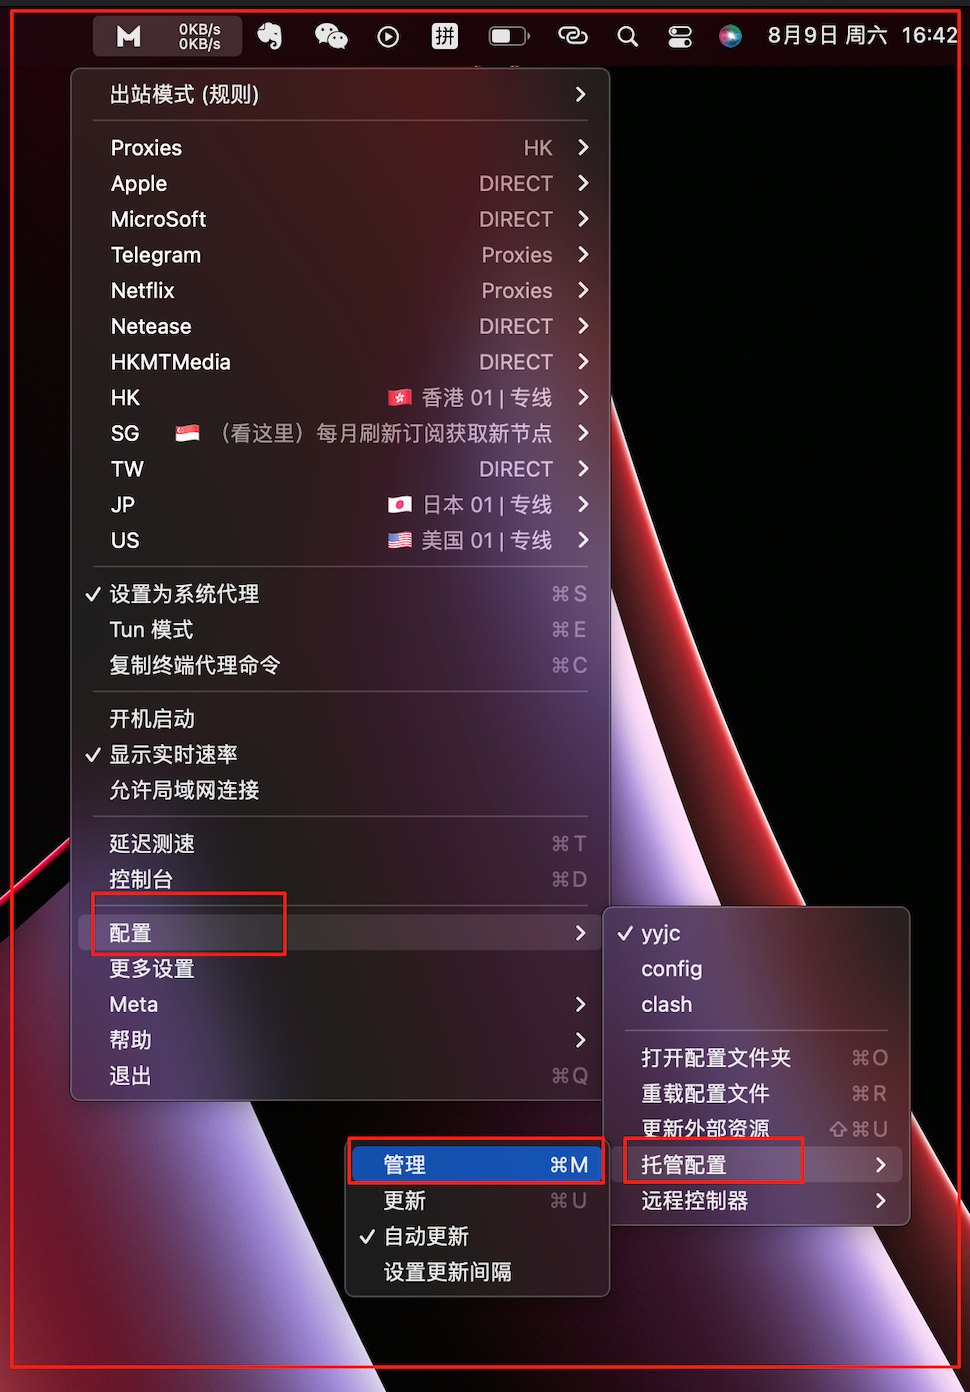 0KB/s
0KB/s
拼
8月9日 周六 16:42
出站模式 (规则)
Proxies HK
Apple DIRECT
MicroSoft DIRECT
Telegram Proxies
Netflix Proxies
Netease DIRECT
HKMTMedia DIRECT
HK 🇭🇰 香港 01 | 专线
SG 🇸🇬 （看这里）每月刷新订阅获取新节点
TW DIRECT
JP 🇯🇵 日本 01 | 专线
US 🇺🇸 美国 01 | 专线
✓ 设置为系统代理 ⌘S
Tun 模式 ⌘E
复制终端代理命令 ⌘C
开机启动
✓ 显示实时速率
允许局域网连接
延迟测速 ⌘T
控制台 ⌘D
配置
更多设置
Meta
帮助
退出 ⌘Q
✓ yyjc
config
clash
打开配置文件夹 ⌘O
重载配置文件 ⌘R
更新外部资源 ⇧⌘U
托管配置
远程控制器
管理 ⌘M
更新 ⌘U
✓ 自动更新
设置更新间隔